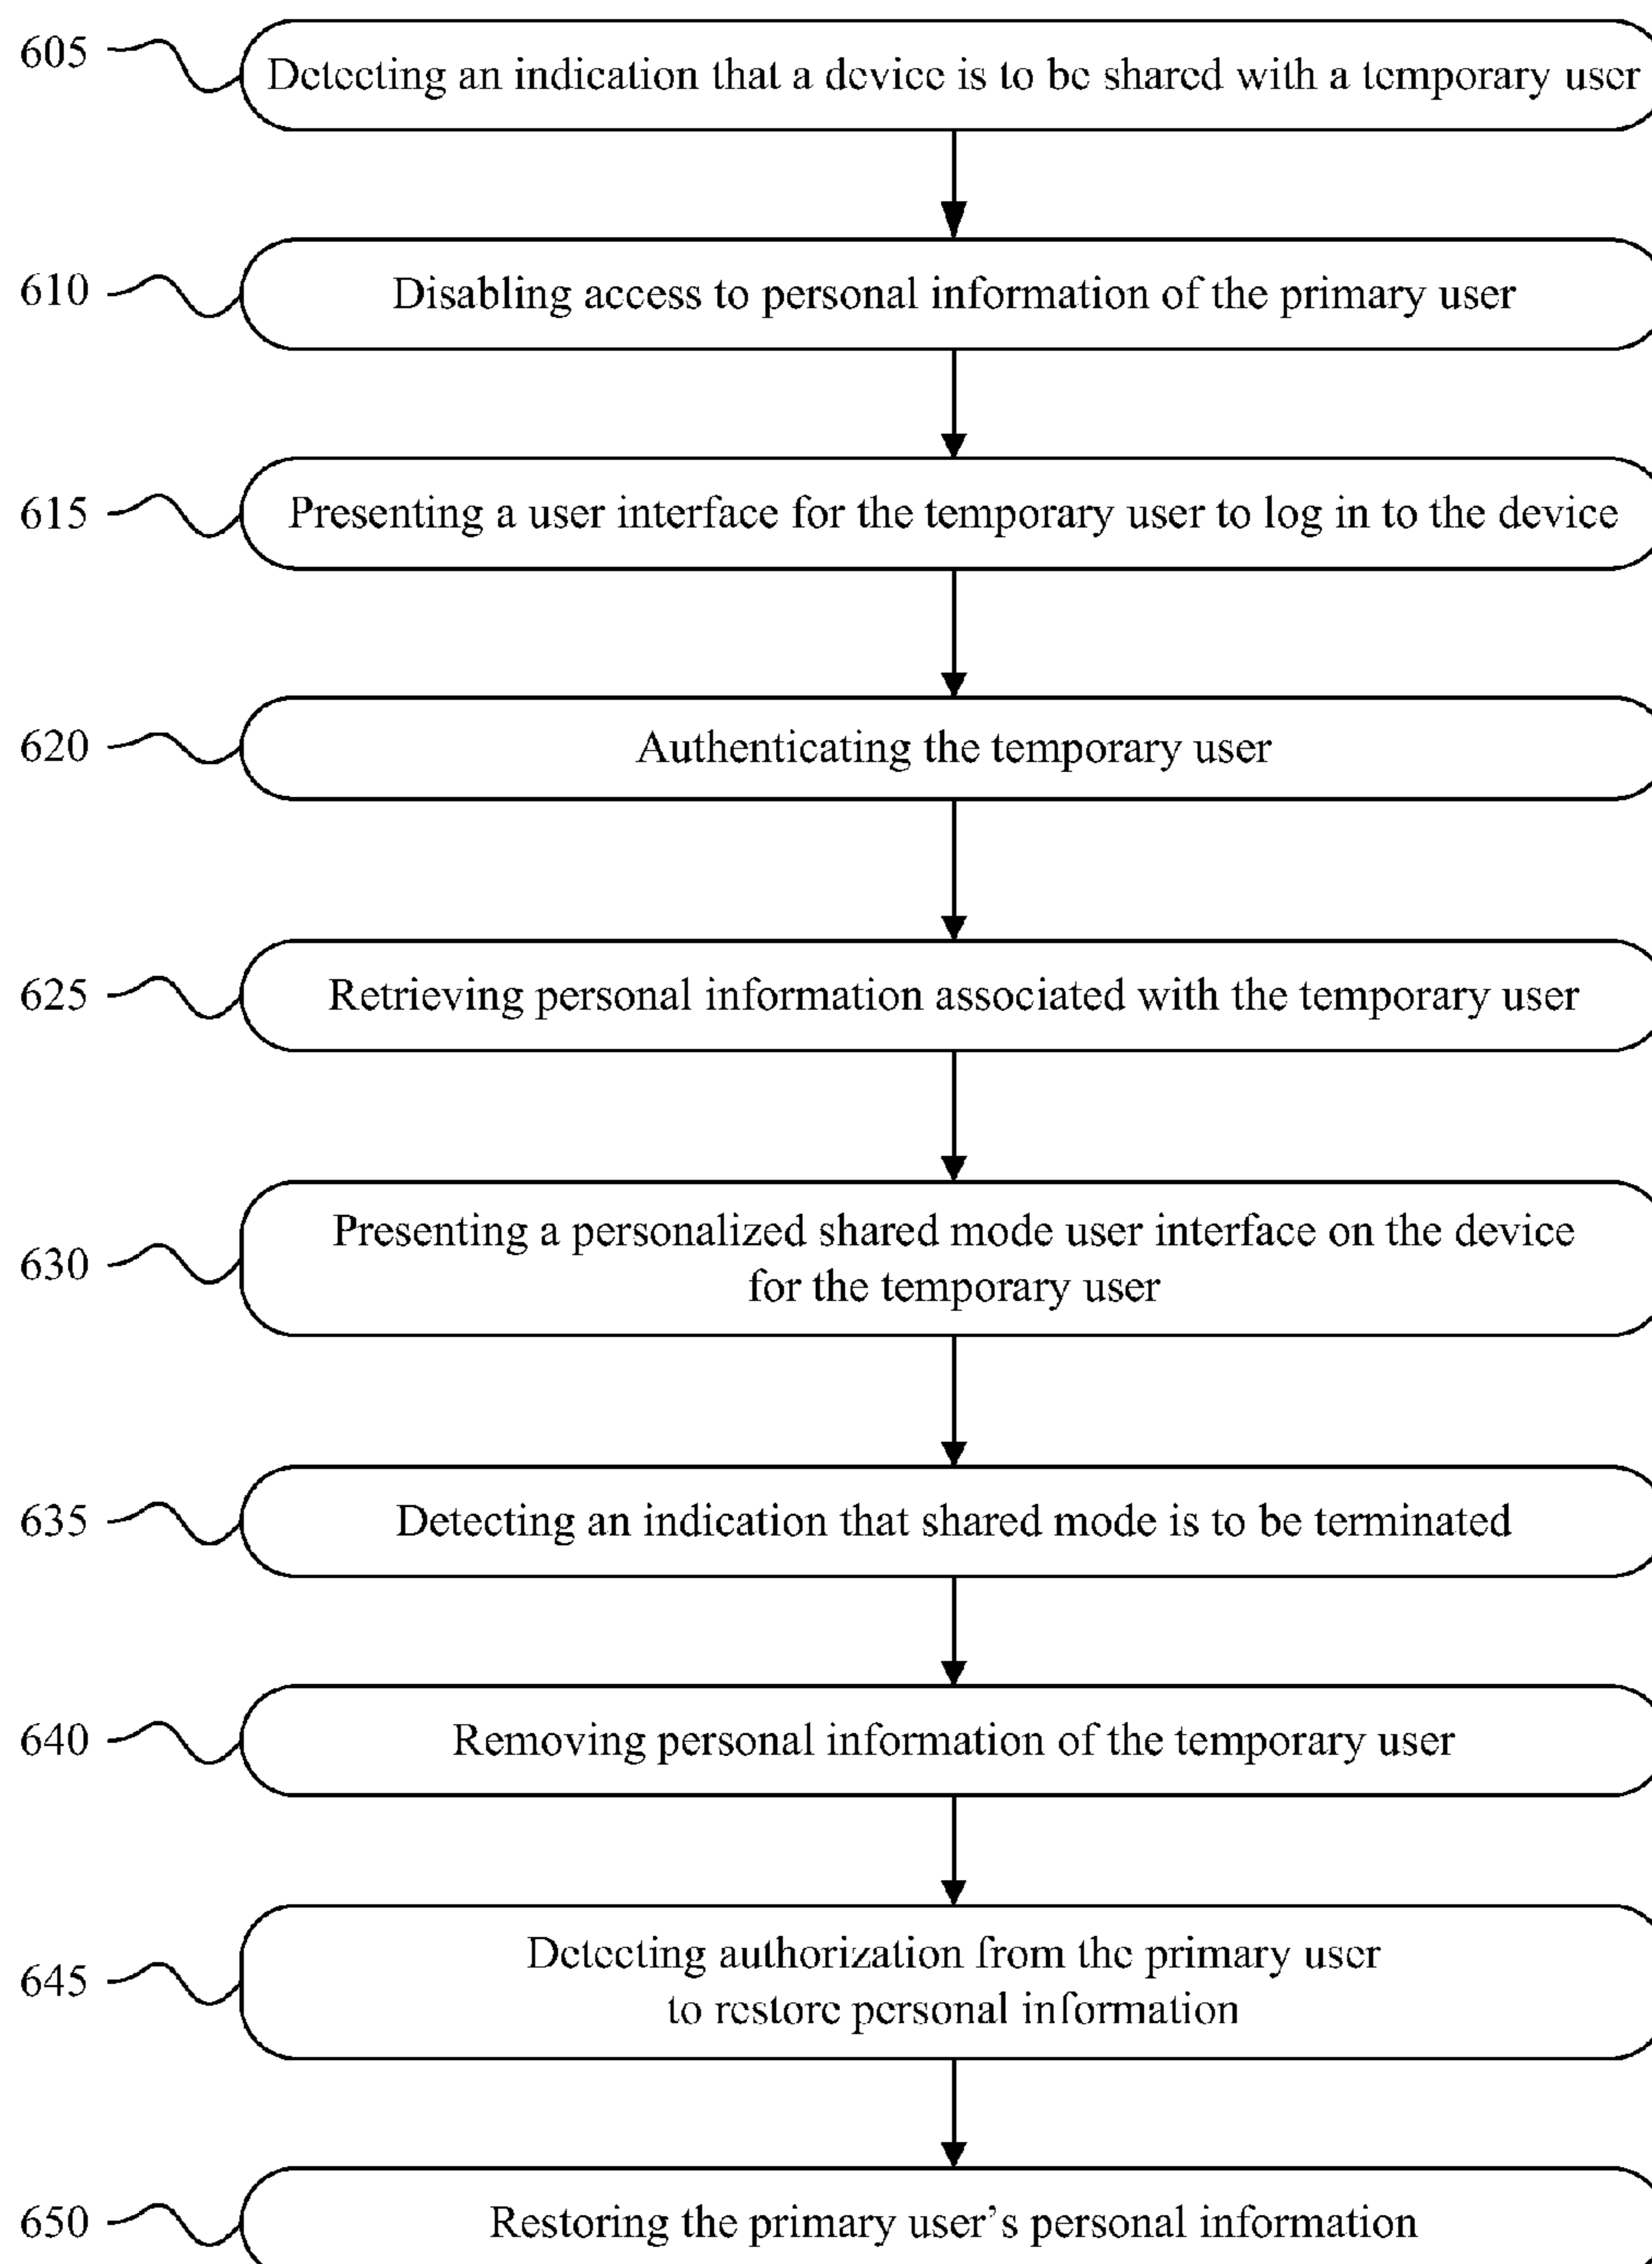 605
Detecting an indication that a device is to be shared with a temporary user
610
Disabling access to personal information of the primary user
615
Presenting a user interface for the temporary user to log in to the device
620
Authenticating the temporary user
625
Retrieving personal information associated with the temporary user
630
Presenting a personalized shared mode user interface on the device
for the temporary user
635
Detecting an indication that shared mode is to be terminated
640
Removing personal information of the temporary user
645
Detecting authorization from the primary user
to restore personal information
650
Restoring the primary user's personal information